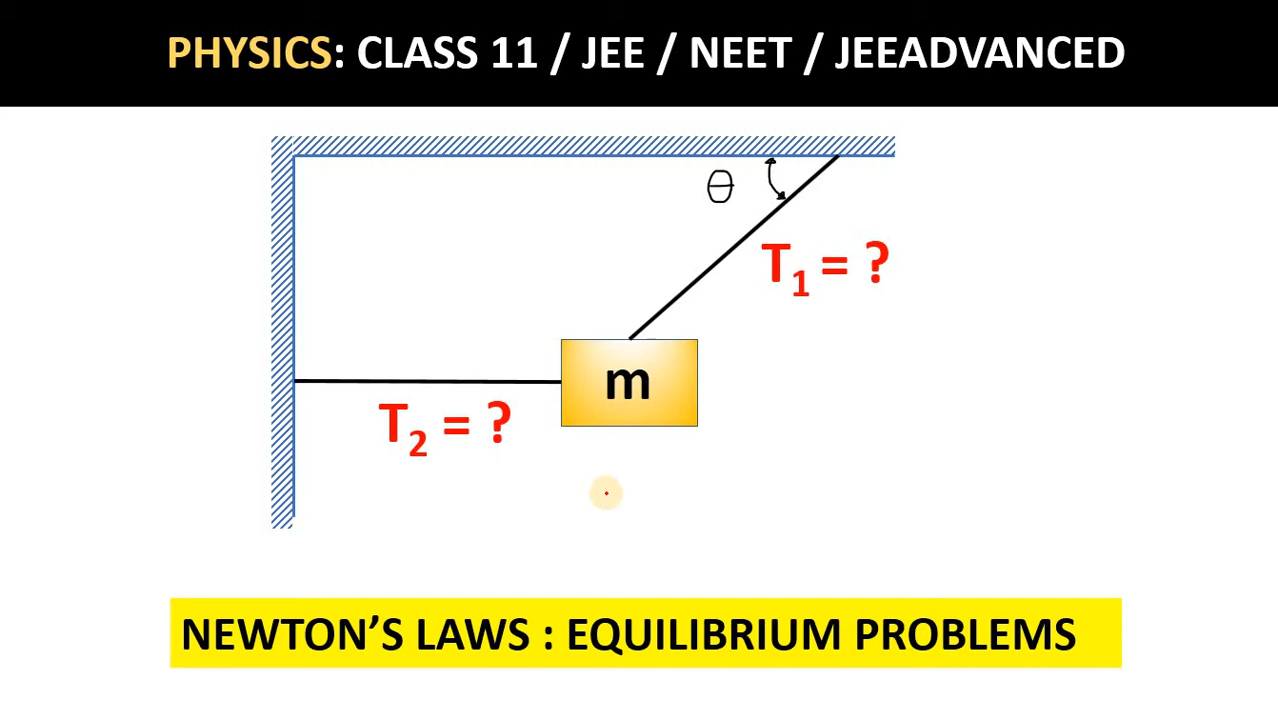 PHYSICS: CLASS 11 / JEE / NEET / JEEADVANCED
θ
T₁ = ?
m
T₂ = ?
NEWTON’S LAWS : EQUILIBRIUM PROBLEMS